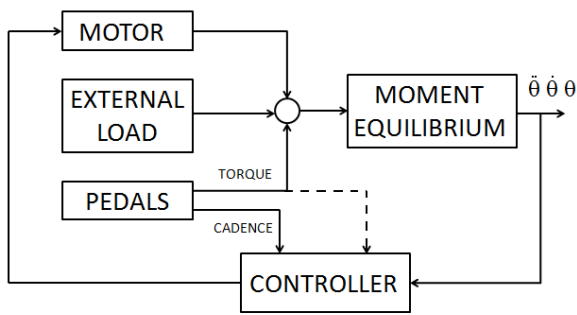 MOTOR
EXTERNAL
LOAD
MOMENT
EQUILIBRIUM
θ̈ θ̇ θ
TORQUE
PEDALS
CADENCE
CONTROLLER